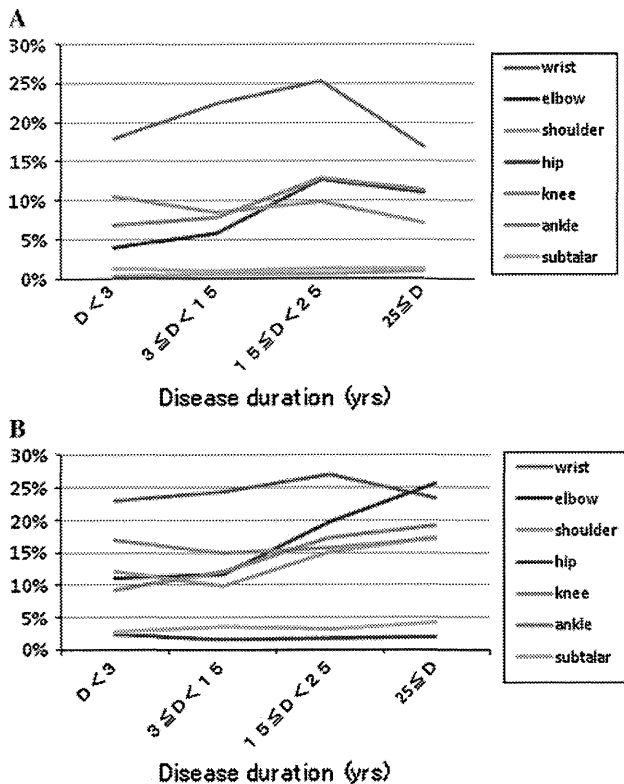 A
30%
25%
20%
15%
10%
5%
0%
wrist
elbow
shoulder
hip
knee
ankle
subtalar
D<3
3≦D<15
15≦D<25
25≦D
Disease duration (yrs)
B
30%
25%
20%
15%
10%
5%
0%
wrist
elbow
shoulder
hip
knee
ankle
subtalar
D<3
3≦D<15
15≦D<25
25≦D
Disease duration (yrs)